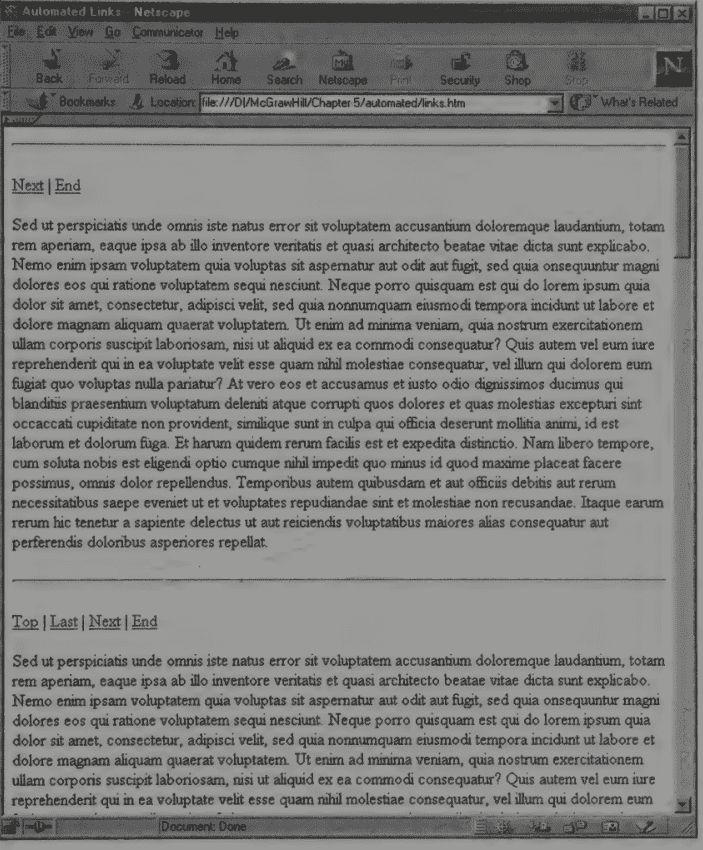 Automated Links - Netscape
File Edit View Go Communicator Help
Back Forward Reload Home Search Netscape Print Security Shop Stop
Bookmarks Location: file:///D|/McGrawHill/Chapter 5/automated/links.htm What's Related
Next | End
Sed ut perspiciatis unde omnis iste natus error sit voluptatem accusantium doloremque laudantium, totam
rem aperiam, eaque ipsa ab illo inventore veritatis et quasi architecto beatae vitae dicta sunt explicabo.
Nemo enim ipsam voluptatem quia voluptas sit aspernatur aut odit aut fugit, sed quia onsequuntur magni
dolores eos qui ratione voluptatem sequi nesciunt. Neque porro quisquam est qui do lorem ipsum quia
dolor sit amet, consectetur, adipisci velit, sed quia nonnumquam eiusmodi tempora incidunt ut labore et
dolore magnam aliquam quaerat voluptatem. Ut enim ad minima veniam, quia nostrum exercitationem
ullam corporis suscipit laboriosam, nisi ut aliquid ex ea commodi consequatur? Quis autem vel eum iure
reprehenderit qui in ea voluptate velit esse quam nihil molestiae consequatur, vel illum qui dolorem eum
fugiat quo voluptas nulla pariatur? At vero eos et accusamus et iusto odio dignissimos ducimus qui
blanditiis praesentium voluptatum deleniti atque corrupti quos dolores et quas molestias excepturi sint
occaccati cupiditate non provident, similique sunt in culpa qui officia deserunt mollitia animi, id est
laborum et dolorum fuga. Et harum quidem rerum facilis est et expedita distinctio. Nam libero tempore,
cum soluta nobis est eligendi optio cumque nihil impedit quo minus id quod maxime placeat facere
possimus, omnis dolor repellendus. Temporibus autem quibusdam et aut officiis debitis aut rerum
necessitatibus saepe eveniet ut et voluptates repudiandae sint et molestiae non recusandae. Itaque earum
rerum hic tenetur a sapiente delectus ut aut reiciendis voluptatibus maiores alias consequatur aut
perferendis doloribus asperiores repellat.
Top | Last | Next | End
Sed ut perspiciatis unde omnis iste natus error sit voluptatem accusantium doloremque laudantium, totam
rem aperiam, eaque ipsa ab illo inventore veritatis et quasi architecto beatae vitae dicta sunt explicabo.
Nemo enim ipsam voluptatem quia voluptas sit aspernatur aut odit aut fugit, sed quia onsequuntur magni
dolores eos qui ratione voluptatem sequi nesciunt. Neque porro quisquam est qui do lorem ipsum quia
dolor sit amet, consectetur, adipisci velit, sed quia nonnumquam eiusmodi tempora incidunt ut labore et
dolore magnam aliquam quaerat voluptatem. Ut enim ad minima veniam, quia nostrum exercitationem
ullam corporis suscipit laboriosam, nisi ut aliquid ex ea commodi consequatur? Quis autem vel eum iure
reprehenderit qui in ea voluptate velit esse quam nihil molestiae consequatur, vel illum qui dolorem eum
Document: Done